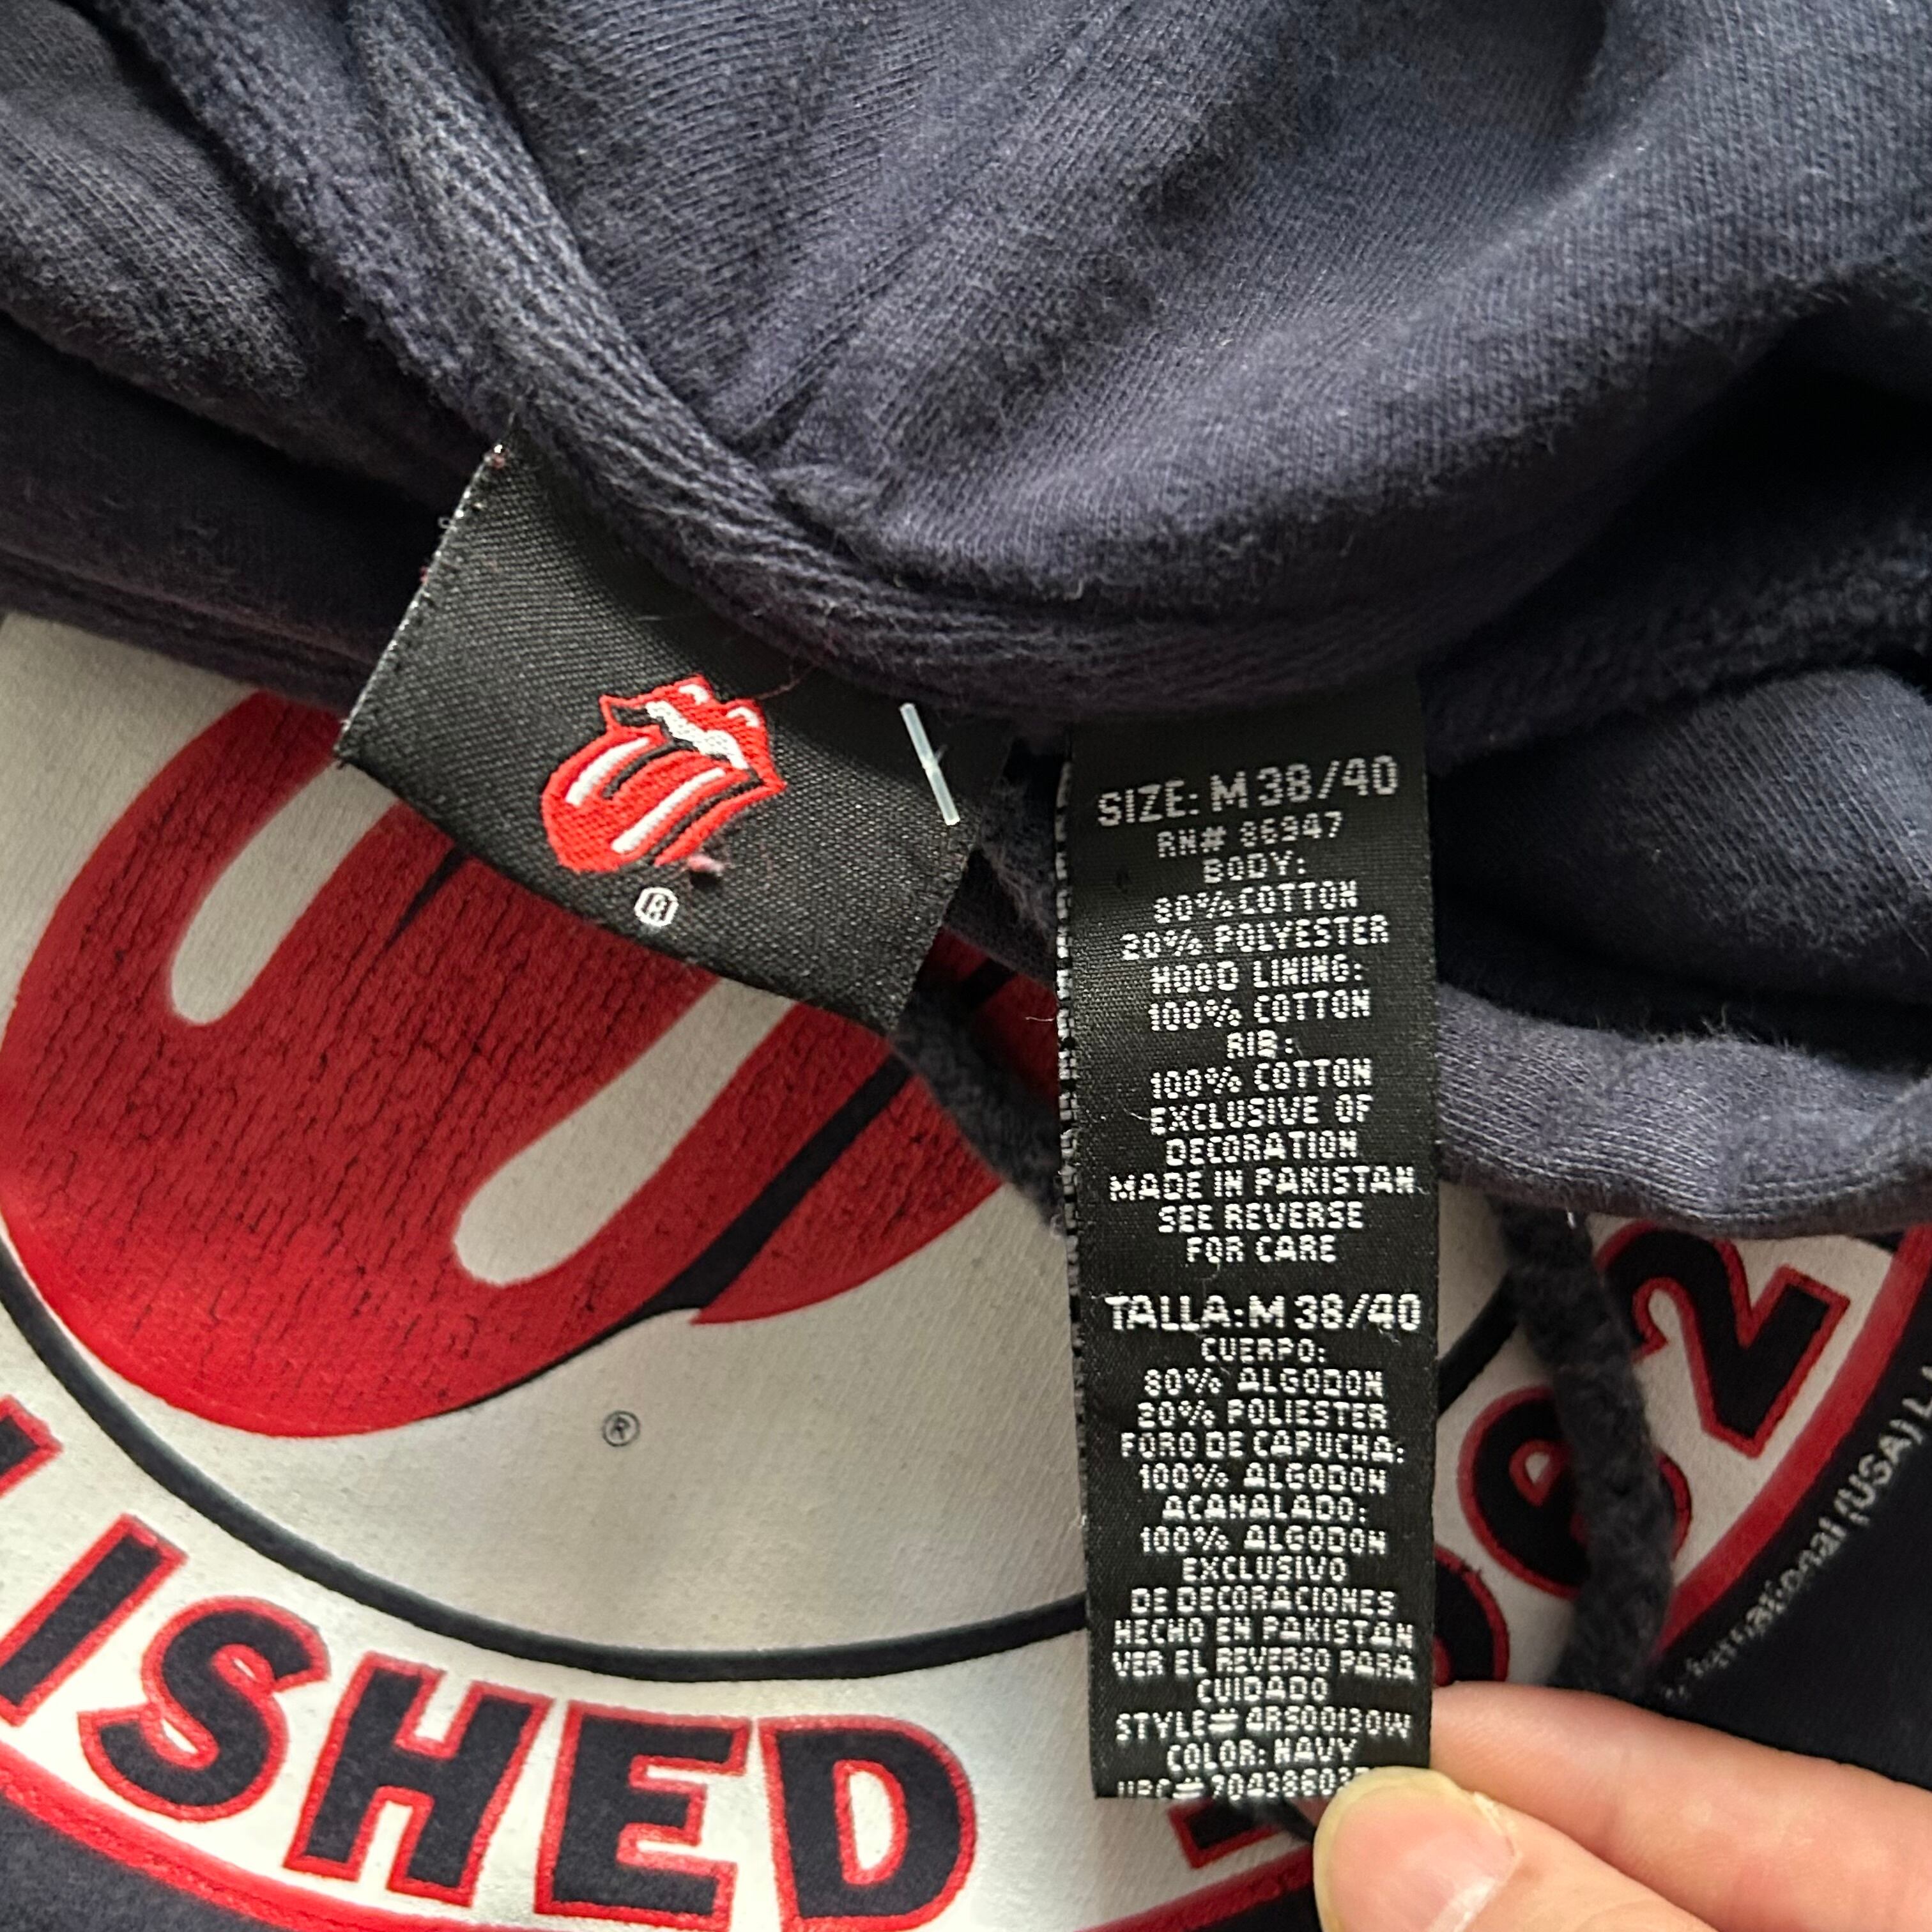 ®
SIZE: M 38/40
RN# 86947
BODY:
80% COTTON
20% POLYESTER
HOOD LINING:
100% COTTON
RIB:
100% COTTON
EXCLUSIVE OF
DECORATION
MADE IN PAKISTAN
SEE REVERSE
FOR CARE
TALLA: M 38/40
CUERPO:
80% ALGODON
20% POLIESTER
FORO DE CAPUCHA:
100% ALGODON
ACANALADO:
100% ALGODON
EXCLUSIVO
DE DECORACIONES
HECHO EN PAKISTAN
VER EL REVERSO PARA
CUIDADO
STYLE# 4RS00130W
COLOR: NAVY
®
ISHED
62
(USA)